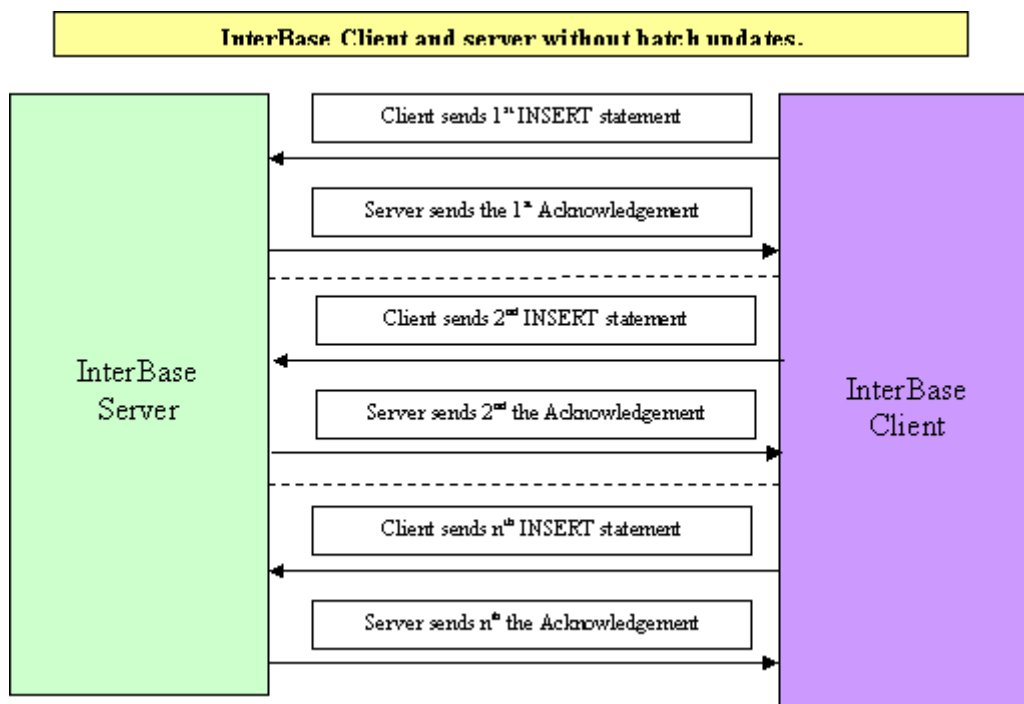 InterBase Client and server without batch updates.
Client sends 1st INSERT statement
Server sends the 1st Acknowledgement
Client sends 2nd INSERT statement
Server sends 2nd the Acknowledgement
Client sends nth INSERT statement
Server sends nth the Acknowledgement
InterBase
Server
InterBase
Client